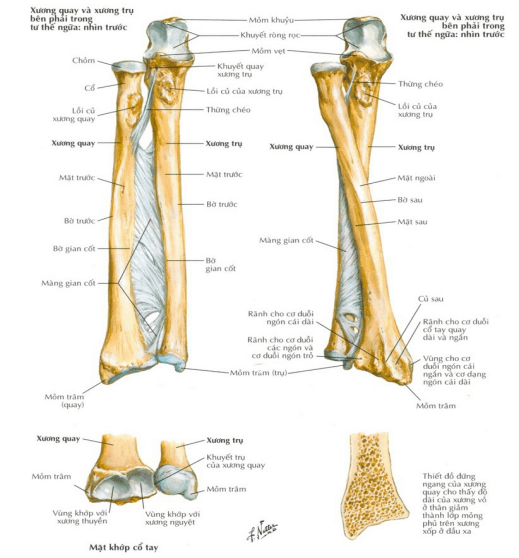 Xương quay và xương trụ
bên phải trong
tư thế ngửa: nhìn trước
Mỏm khuỷu
Khuyết ròng rọc
Mỏm vẹt
Xương quay và xương trụ
bên phải trong
tư thế ngửa: nhìn trước
Chỏm
Cổ
Lồi củ
xương quay
Xương quay
Mặt trước
Bờ trước
Bờ gian cốt
Màng gian cốt
Mỏm trâm
(quay)
Khuyết quay
xương trụ
Lồi củ của xương trụ
Thừng chéo
Xương trụ
Mặt trước
Bờ trước
Bờ
gian cốt
Mỏm trâm (trụ)
Thừng chéo
Lồi củ của
xương trụ
Xương quay
Xương trụ
Mặt ngoài
Bờ sau
Mặt sau
Màng gian cốt
Rãnh cho cơ duỗi
ngón cái dài
Rãnh cho cơ duỗi
các ngón và
cơ duỗi ngón trỏ
Củ sau
Rãnh cho cơ duỗi
cổ tay quay
dài và ngắn
Vùng cho cơ
duỗi ngón cái
ngắn và cơ dạng
ngón cái dài
Mỏm trâm
Xương quay
Xương trụ
Khuyết trụ
của xương quay
Mỏm trâm
Mỏm trâm
Vùng khớp với
xương thuyền
Vùng khớp với
xương nguyệt
Mặt khớp cổ tay
F. Netter
Thiết đồ đứng
ngang của xương
quay cho thấy độ
dài của xương vỏ
ở thân giảm
thành lớp mỏng
phủ trên xương
xốp ở đầu xa